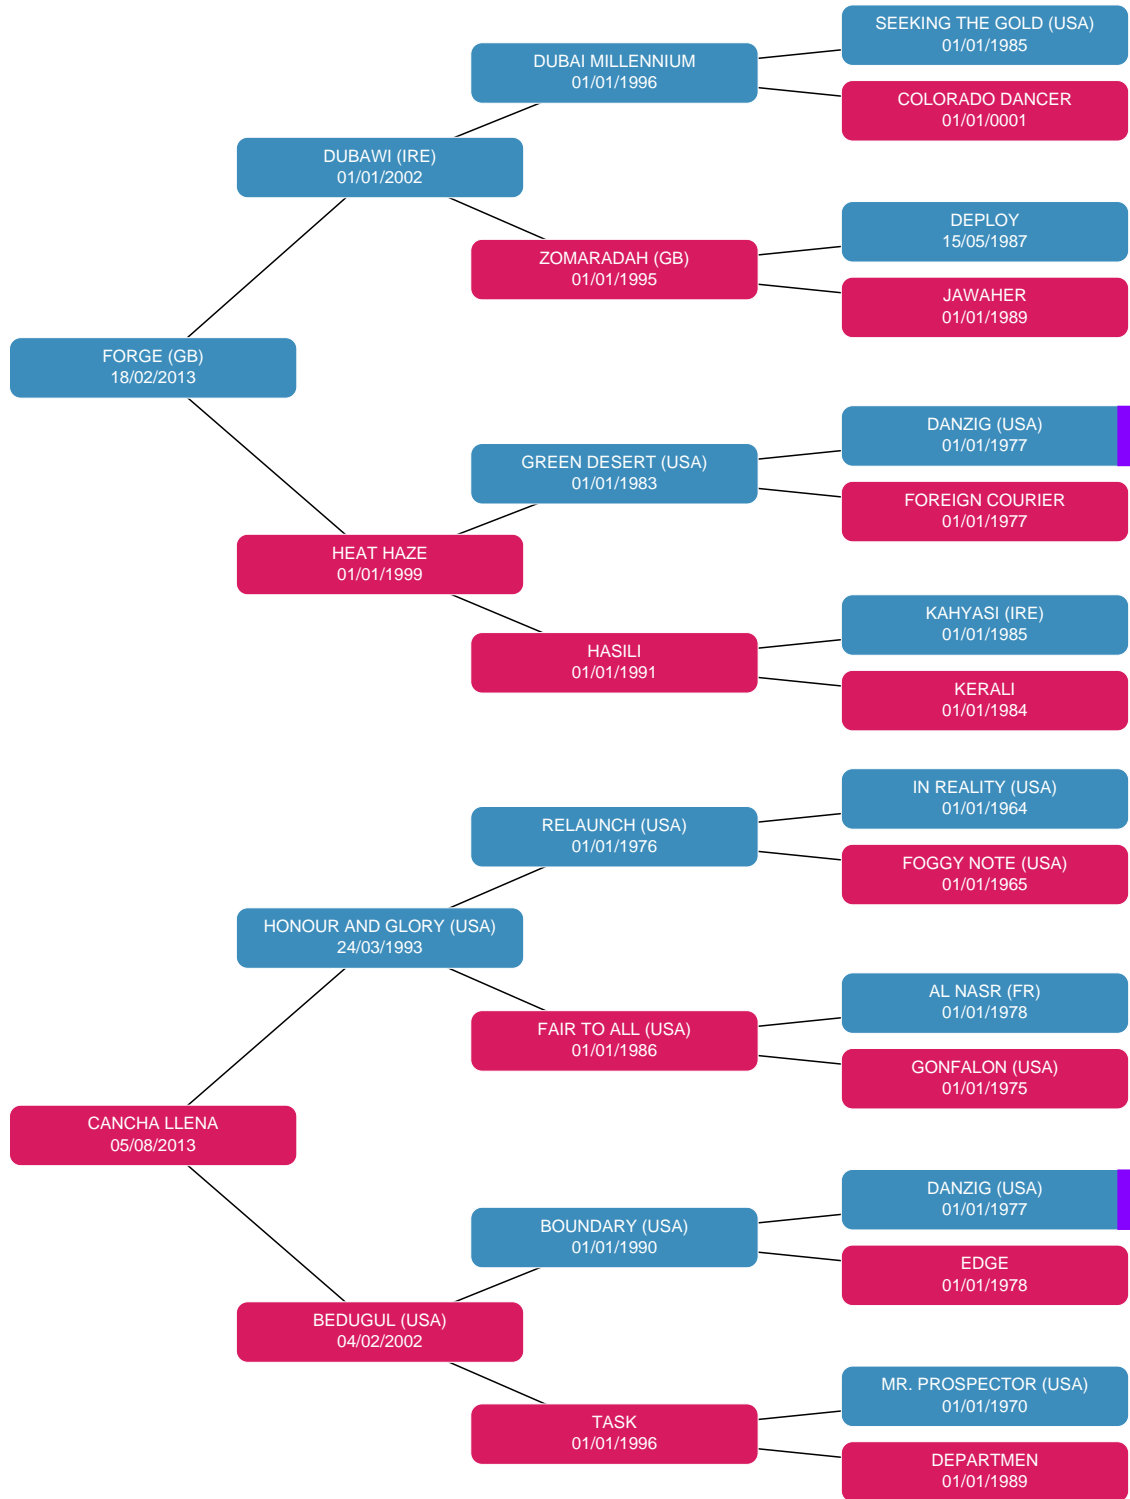 SEEKING THE GOLD (USA)
01/01/1985
DUBAI MILLENNIUM
01/01/1996
COLORADO DANCER
01/01/0001
DUBAWI (IRE)
01/01/2002
DEPLOY
15/05/1987
ZOMARADAH (GB)
01/01/1995
JAWAHER
01/01/1989
FORGE (GB)
18/02/2013
DANZIG (USA)
01/01/1977
GREEN DESERT (USA)
01/01/1983
FOREIGN COURIER
01/01/1977
HEAT HAZE
01/01/1999
KAHYASI (IRE)
01/01/1985
HASILI
01/01/1991
KERALI
01/01/1984
IN REALITY (USA)
01/01/1964
RELAUNCH (USA)
01/01/1976
FOGGY NOTE (USA)
01/01/1965
HONOUR AND GLORY (USA)
24/03/1993
AL NASR (FR)
01/01/1978
FAIR TO ALL (USA)
01/01/1986
GONFALON (USA)
01/01/1975
CANCHA LLENA
05/08/2013
DANZIG (USA)
01/01/1977
BOUNDARY (USA)
01/01/1990
EDGE
01/01/1978
BEDUGUL (USA)
04/02/2002
MR. PROSPECTOR (USA)
01/01/1970
TASK
01/01/1996
DEPARTMEN
01/01/1989